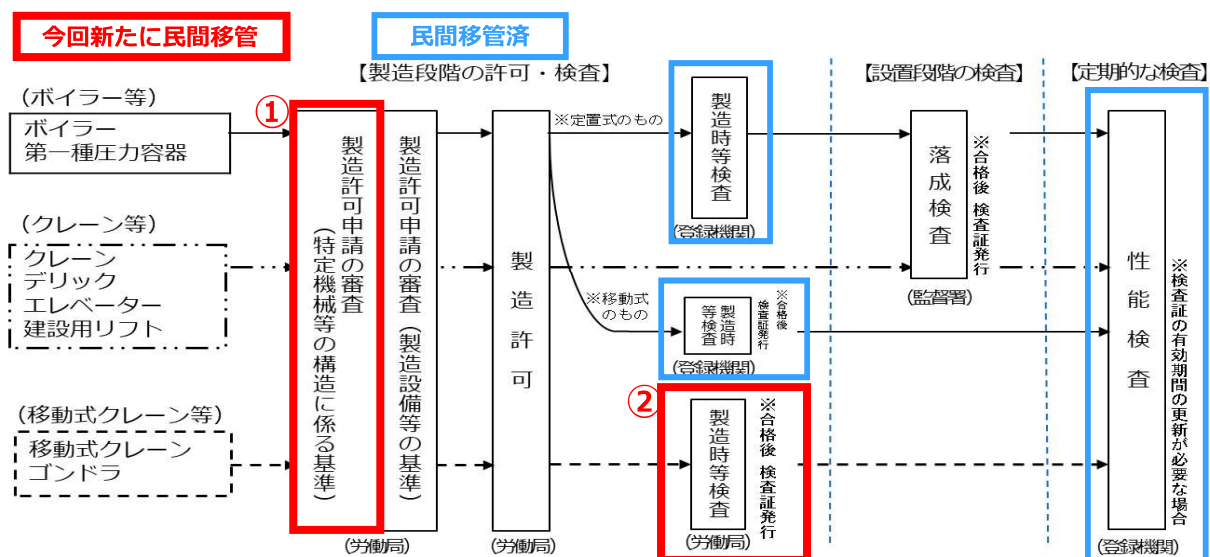 今回新たに民間移管
民間移管済
【製造段階の許可・検査】
【設置段階の検査】
【定期的な検査】
(ボイラー等)
ボイラー
第一種圧力容器
(クレーン等)
クレーン
デリック
エレベーター
建設用リフト
(移動式クレーン等)
移動式クレーン
ゴンドラ
①
製造許可申請の審査
(特定機械等の構造に係る基準)
製造許可申請の審査(製造設備等の基準)
(労働局)
製造許可
(労働局)
※定置式のもの
製造時等検査
(登録機関)
※移動式
のもの
製造時
等検査
※合格後
検査証発行
(登録機関)
②
製造時等検査
※合格後 検査証発行
(労働局)
落成検査
※合格後 検査証発行
(監督署)
性能検査
※検査証の有効期間の更新が必要な場合
(登録機関)